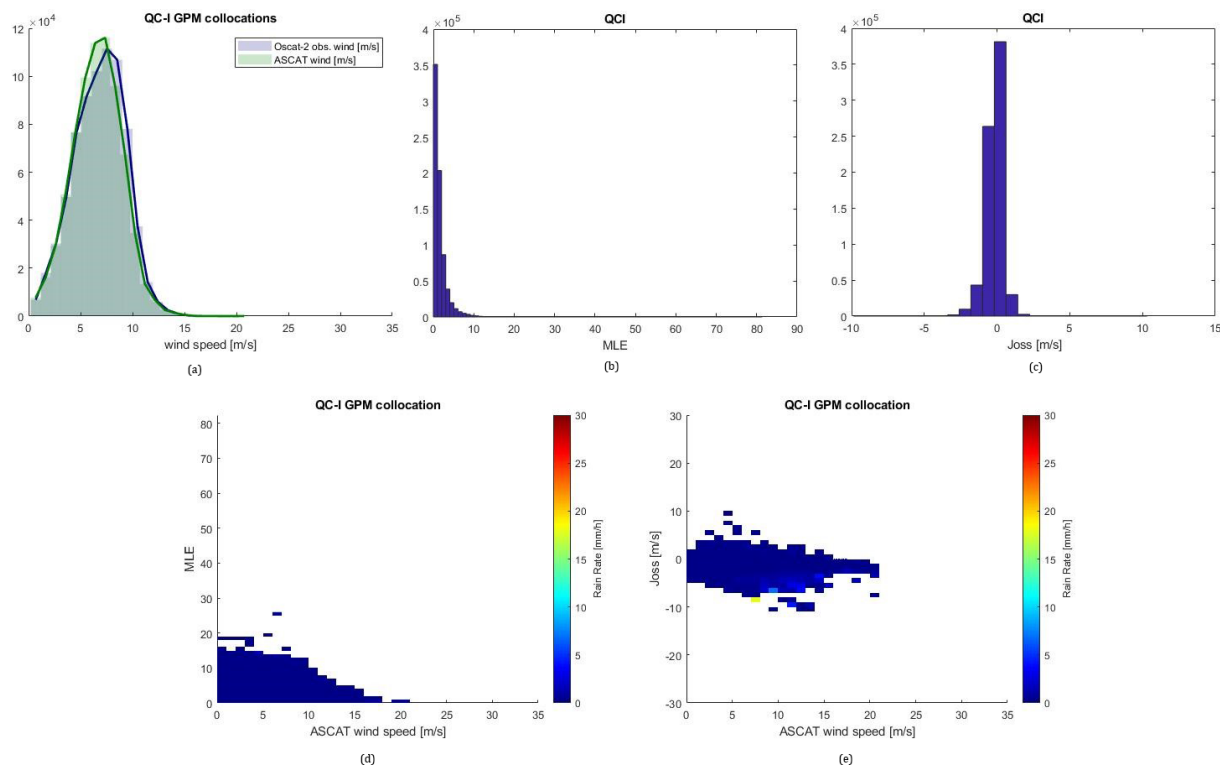 QC-I GPM collocations
× 10^4
12
10
8
6
4
2
0
0 5 10 15 20 25 30 35
wind speed [m/s]
Oscat-2 obs. wind [m/s]
ASCAT wind [m/s]
(a)
QCI
× 10^5
4
3.5
3
2.5
2
1.5
1
0.5
0
0 10 20 30 40 50 60 70 80 90
MLE
(b)
QCI
× 10^5
4
3.5
3
2.5
2
1.5
1
0.5
0
-10 -5 0 5 10 15
Joss [m/s]
(c)
QC-I GPM collocation
MLE
80
70
60
50
40
30
20
10
0
0 5 10 15 20 25 30 35
ASCAT wind speed [m/s]
30
25
20
15
10
5
0
Rain Rate [mm/h]
(d)
QC-I GPM collocation
Joss [m/s]
30
20
10
0
-10
-20
-30
0 5 10 15 20 25 30 35
ASCAT wind speed [m/s]
30
25
20
15
10
5
0
Rain Rate [mm/h]
(e)